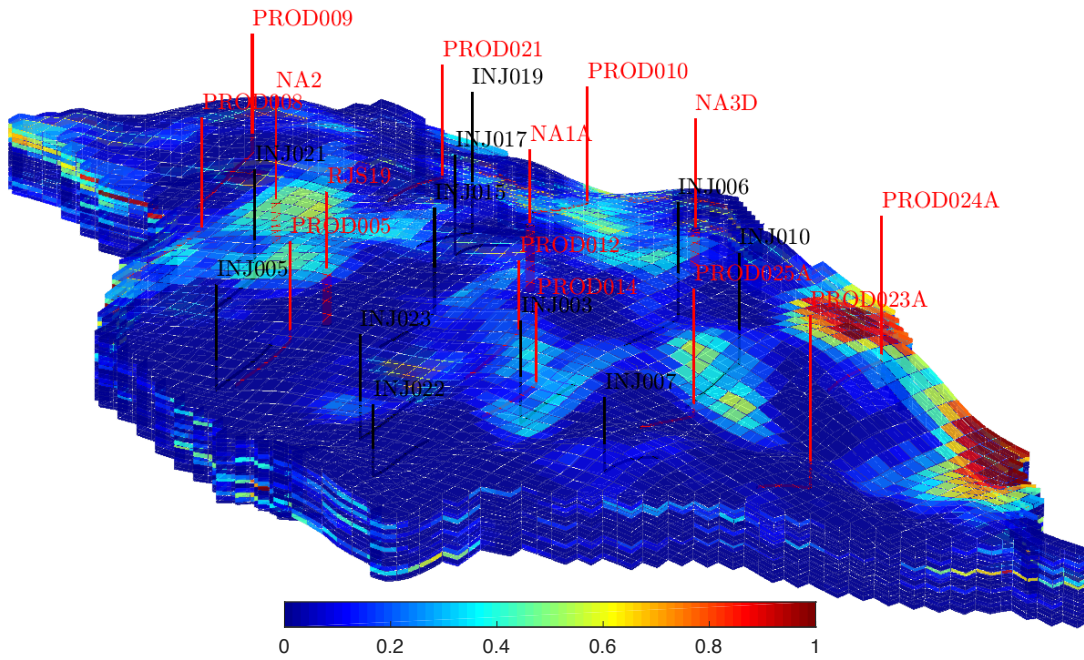 PROD009
PROD021
INJ019
PROD010
NA2
PROD008
NA3D
INJ017
NA1A
INJ021
RJS19
INJ015
INJ006
PROD024A
PROD005
PROD012
INJ010
INJ005
PROD025A
PROD014
INJ003
PROD023A
INJ023
INJ022
INJ007
0 0.2 0.4 0.6 0.8 1